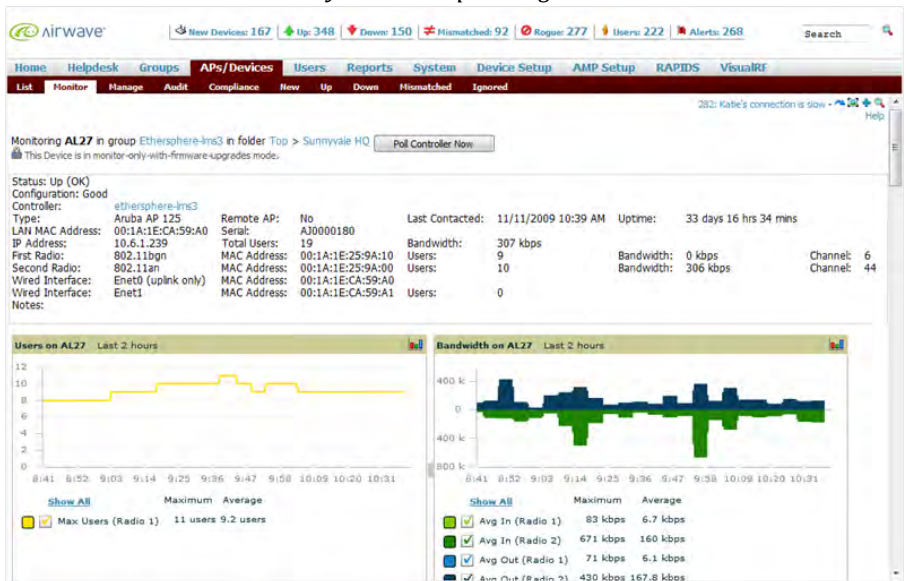 AirWave New Devices: 167 Up: 348 Down: 150 Mismatched: 92 Rogue: 277 Users: 222 Alerts: 268 Search
Home Helpdesk Groups APs/Devices Users Reports System Device Setup AMP Setup RAPIDS VisualRF
List Monitor Manage Audit Compliance New Up Down Mismatched Ignored
282: Katie's connection is slow -
Help
Monitoring AL27 in group Ethersphere-lms3 in folder Top > Sunnyvale HQ Poll Controller Now
This Device is in monitor-only-with-firmware-upgrades mode.
Status: Up (OK)
Configuration: Good
Controller: ethersphere-lms3
Type: Aruba AP 125 Remote AP: No Last Contacted: 11/11/2009 10:39 AM Uptime: 33 days 16 hrs 34 mins
LAN MAC Address: 00:1A:1E:CA:59:A0 Serial: AJ0000180
IP Address: 10.6.1.239 Total Users: 19 Bandwidth: 307 kbps
First Radio: 802.11bgn MAC Address: 00:1A:1E:25:9A:10 Users: 9 Bandwidth: 0 kbps Channel: 6
Second Radio: 802.11an MAC Address: 00:1A:1E:25:9A:00 Users: 10 Bandwidth: 306 kbps Channel: 44
Wired Interface: Enet0 (uplink only) MAC Address: 00:1A:1E:CA:59:A0
Wired Interface: Enet1 MAC Address: 00:1A:1E:CA:59:A1 Users: 0
Notes:
Users on AL27 Last 2 hours
12
10
8
6
4
2
0
8:41 8:52 9:03 9:14 9:25 9:36 9:47 9:58 10:09 10:20 10:31
Show All Maximum Average
Max Users (Radio 1) 11 users 9.2 users
Bandwidth on AL27 Last 2 hours
400 k
0
400 k
800 k
8:41 8:52 9:03 9:14 9:25 9:36 9:47 9:58 10:09 10:20 10:31
Show All Maximum Average
Avg In (Radio 1) 83 kbps 6.7 kbps
Avg In (Radio 2) 671 kbps 160 kbps
Avg Out (Radio 1) 71 kbps 6.1 kbps
Avg Out (Radio 2) 430 kbps 167.8 kbps